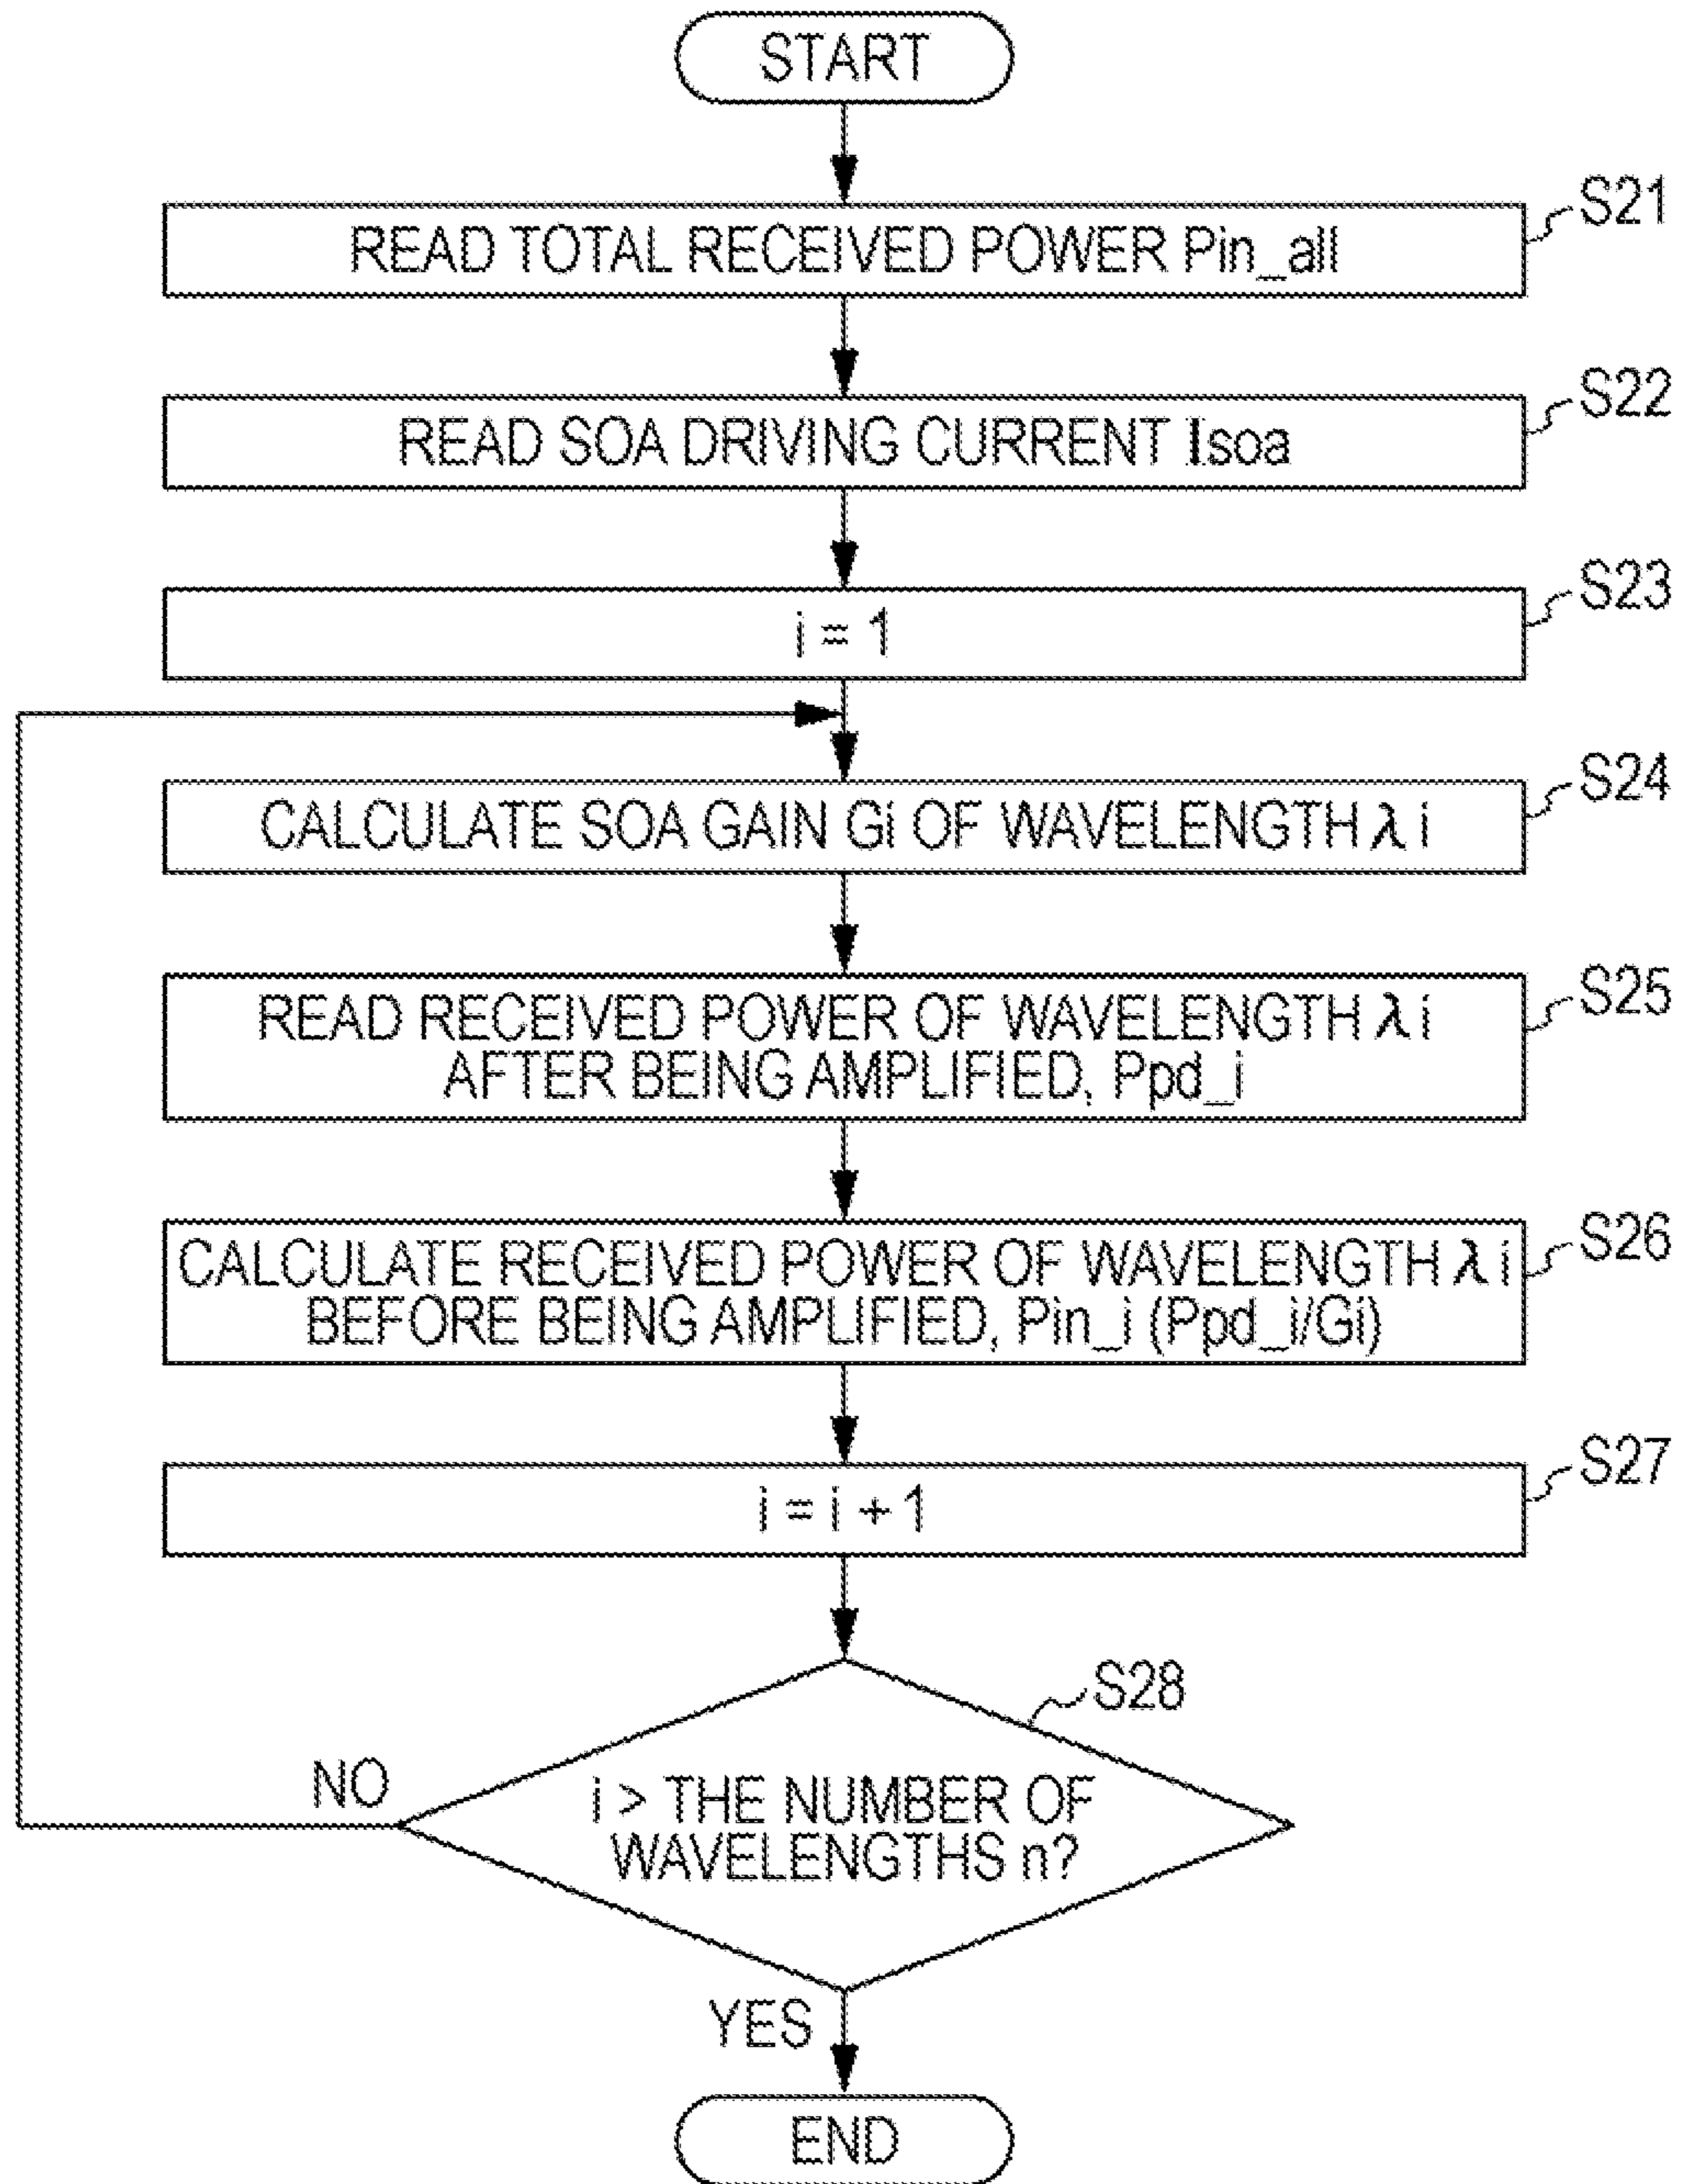 START
S21
READ TOTAL RECEIVED POWER Pin_all
S22
READ SOA DRIVING CURRENT Isoa
S23
i = 1
S24
CALCULATE SOA GAIN Gi OF WAVELENGTH λ i
S25
READ RECEIVED POWER OF WAVELENGTH λ i
AFTER BEING AMPLIFIED, Ppd_i
S26
CALCULATE RECEIVED POWER OF WAVELENGTH λ i
BEFORE BEING AMPLIFIED, Pin_i (Ppd_i/Gi)
S27
i = i + 1
S28
NO
i > THE NUMBER OF
WAVELENGTHS n?
YES
END